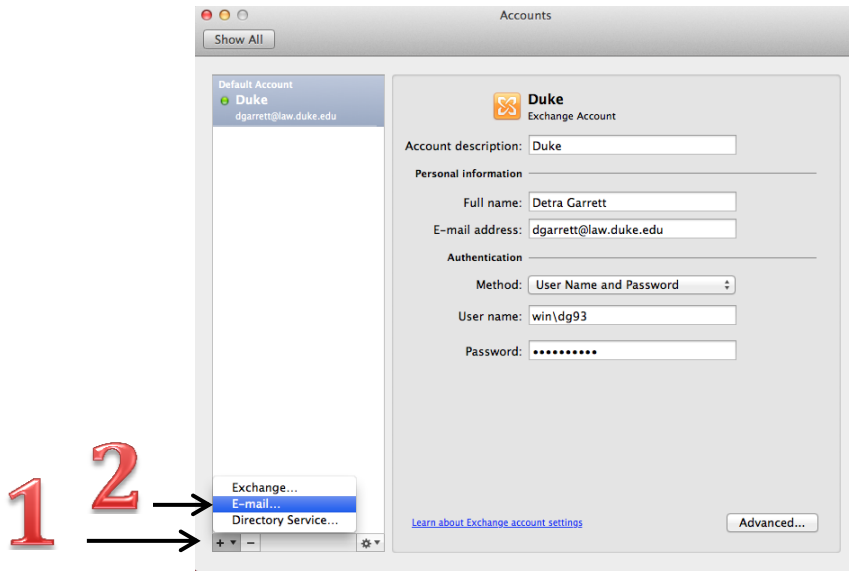 Accounts
Show All
Default Account
Duke
dgarrett@law.duke.edu
Duke
Exchange Account
Account description: Duke
Personal information
Full name: Detra Garrett
E-mail address: dgarrett@law.duke.edu
Authentication
Method: User Name and Password
User name: win\dg93
Password: ••••••••••
2
Exchange...
E-mail...
Directory Service...
1
+ −
Learn about Exchange account settings
Advanced...